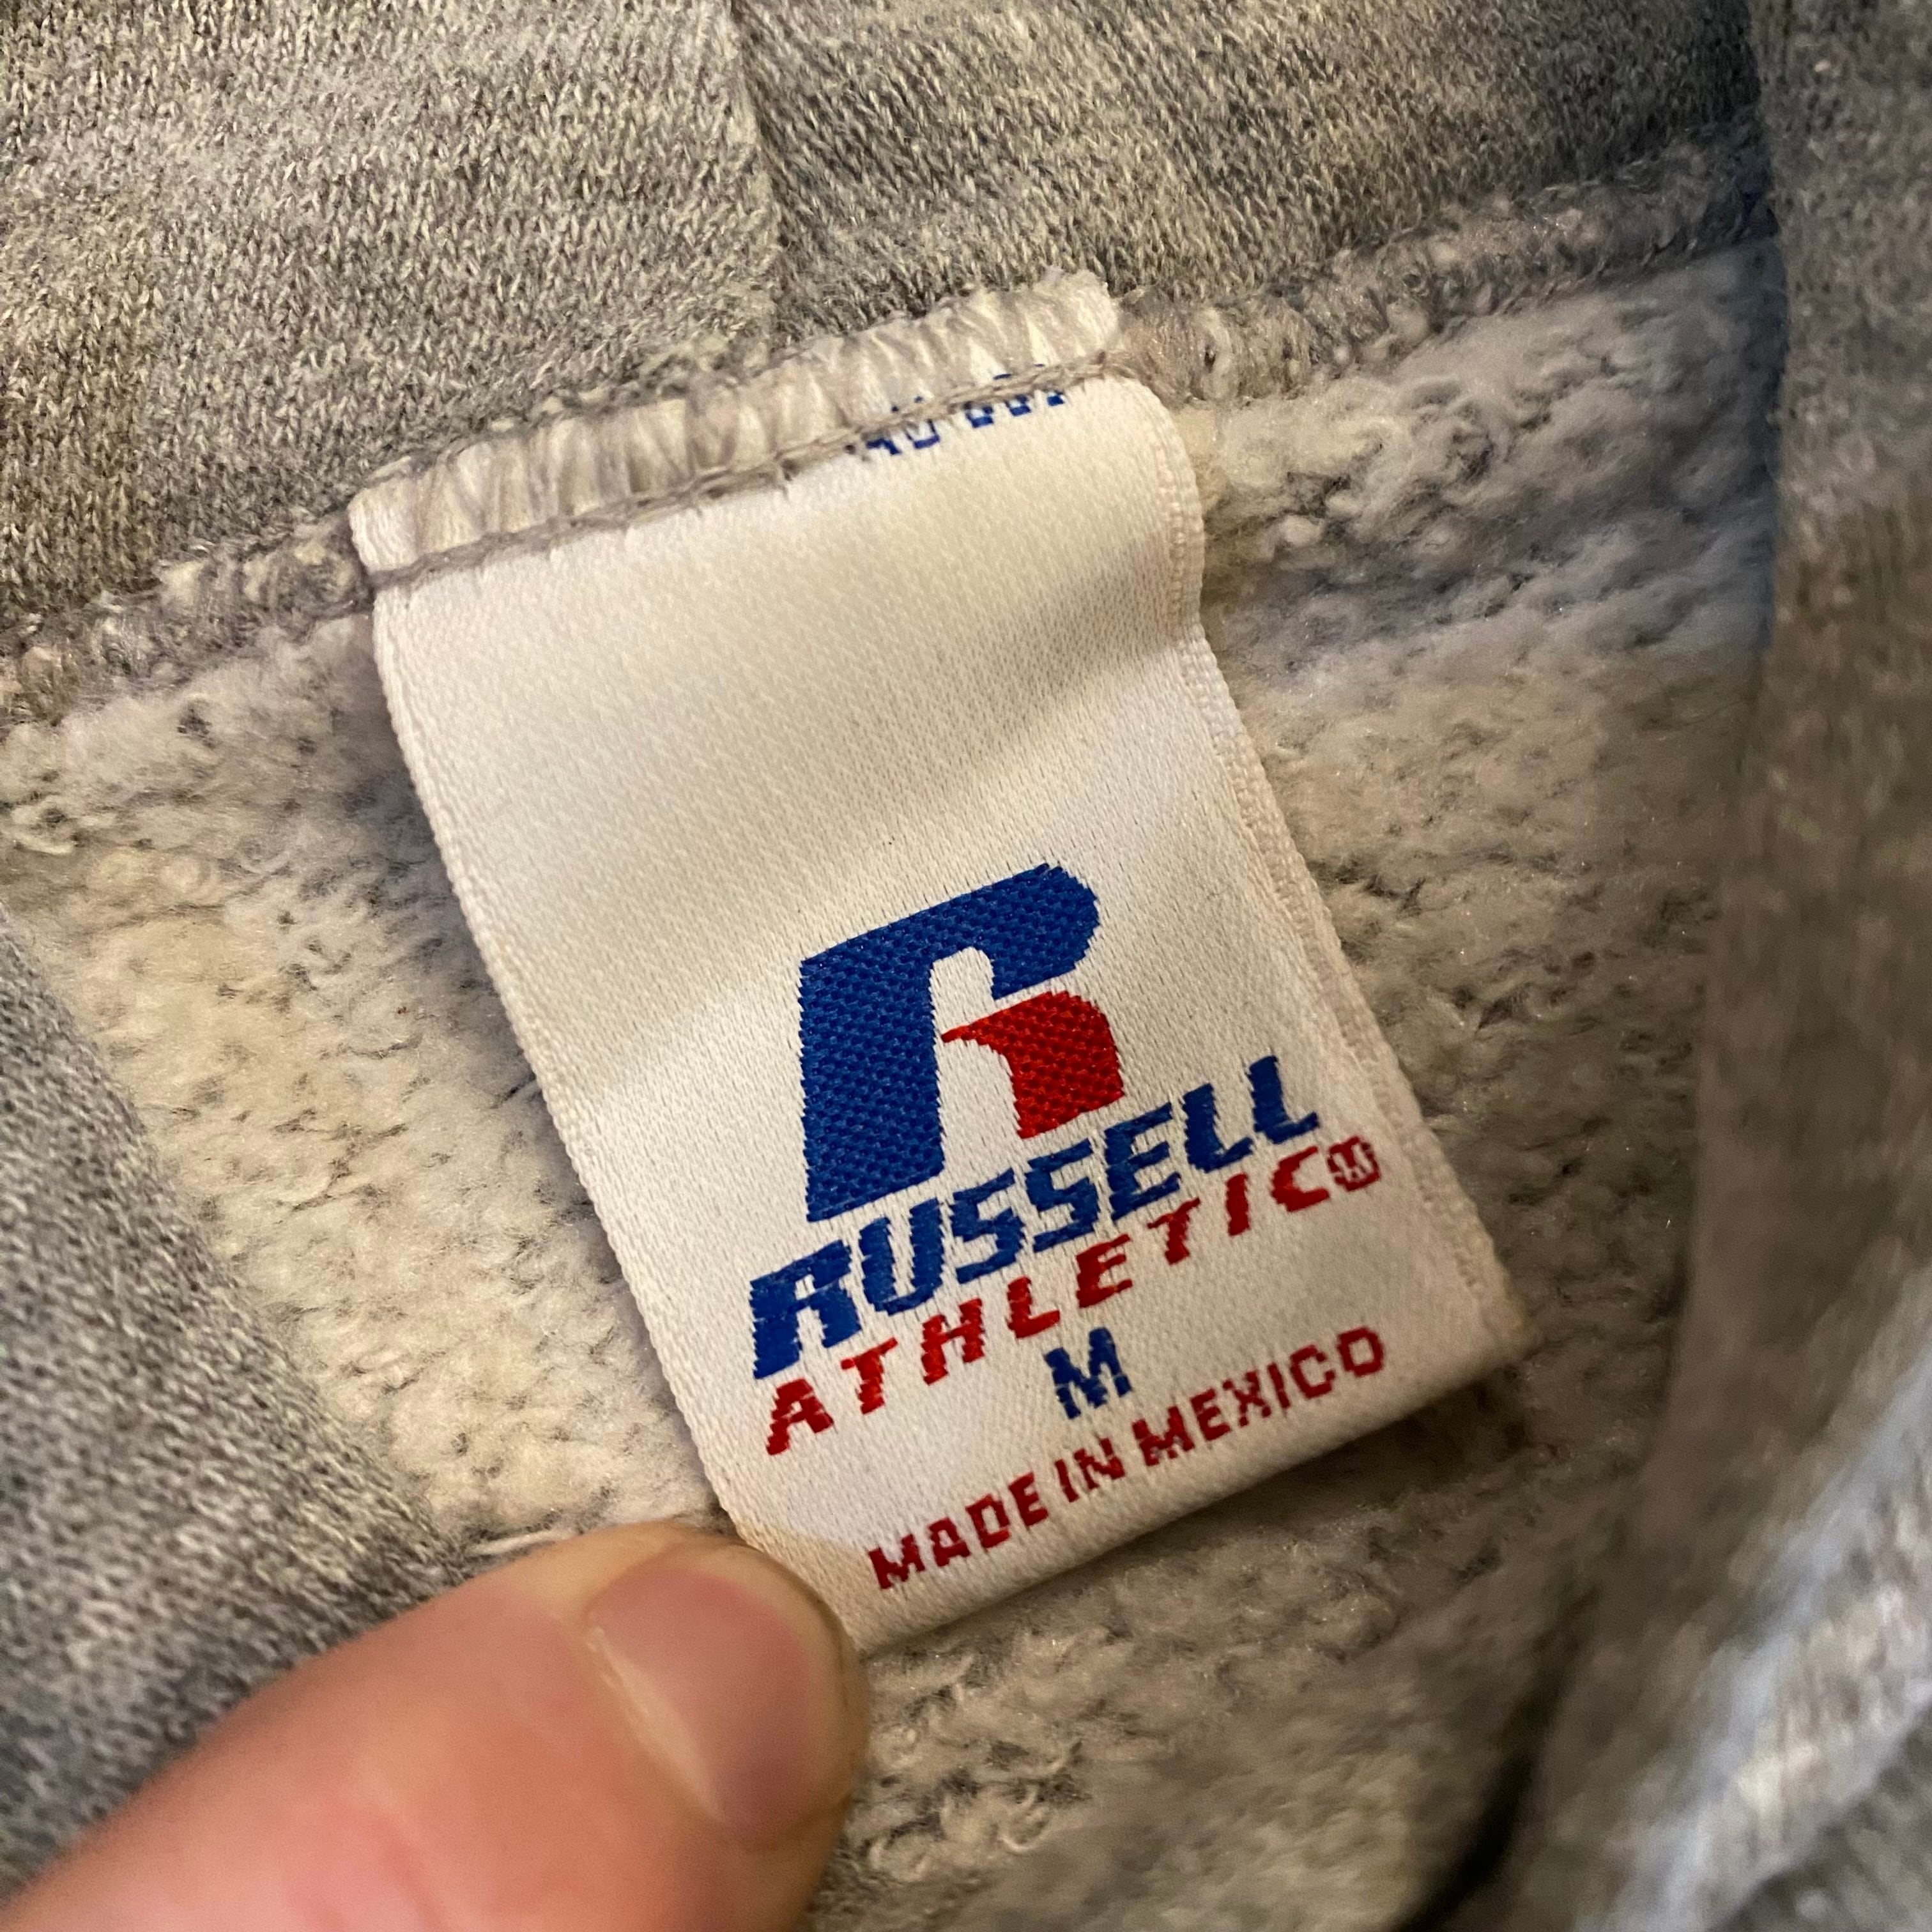 RUSSELL
ATHLETIC
M
MADE IN MEXICO